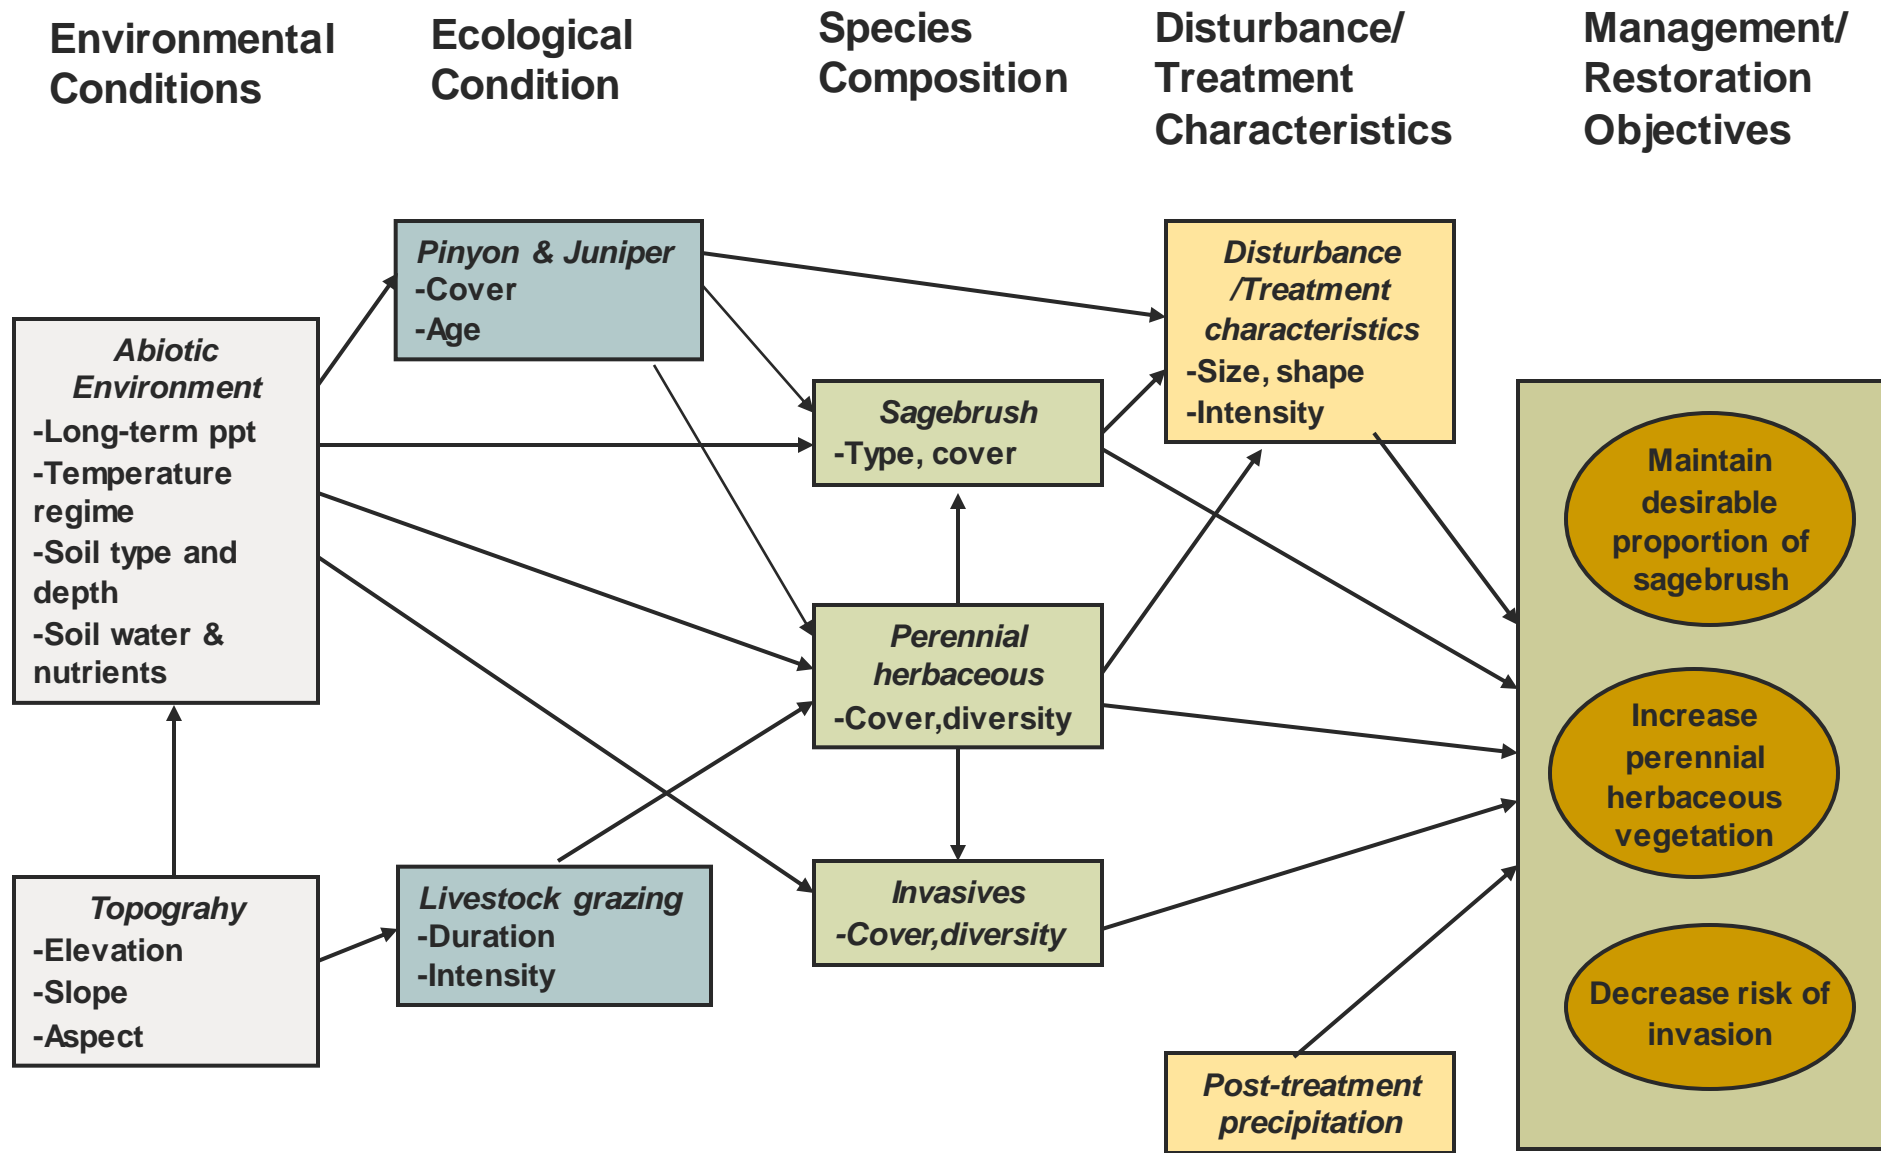 Environmental
Conditions
Ecological
Condition
Species
Composition
Disturbance/
Treatment
Characteristics
Management/
Restoration
Objectives
Abiotic
Environment
-Long-term ppt
-Temperature
regime
-Soil type and
depth
-Soil water &
nutrients
Topograhy
-Elevation
-Slope
-Aspect
Pinyon & Juniper
-Cover
-Age
Livestock grazing
-Duration
-Intensity
Sagebrush
-Type, cover
Perennial
herbaceous
-Cover,diversity
Invasives
-Cover,diversity
Disturbance
/Treatment
characteristics
-Size, shape
-Intensity
Post-treatment
precipitation
Maintain
desirable
proportion of
sagebrush
Increase
perennial
herbaceous
vegetation
Decrease risk of
invasion